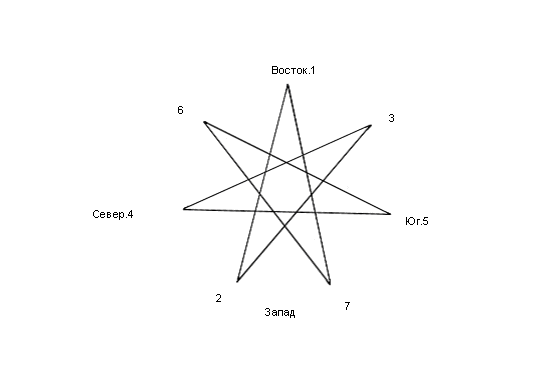 Восток.1
6
3
Север.4
Юг.5
2
Запад
7